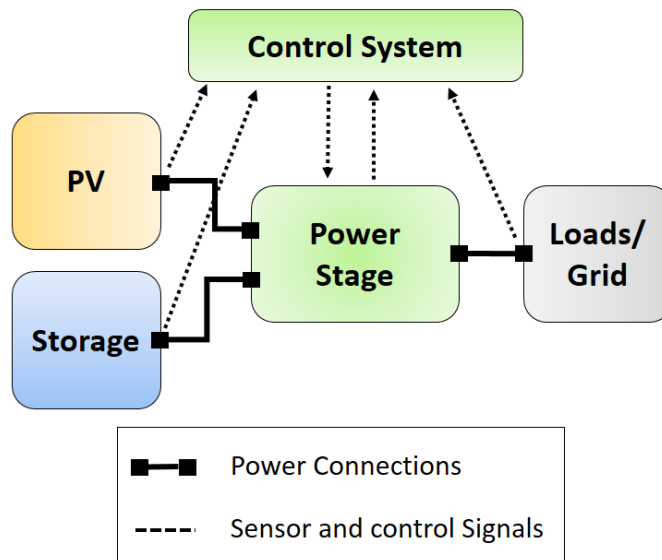 Control System
PV
Power
Stage
Loads/
Grid
Storage
Power Connections
Sensor and control Signals